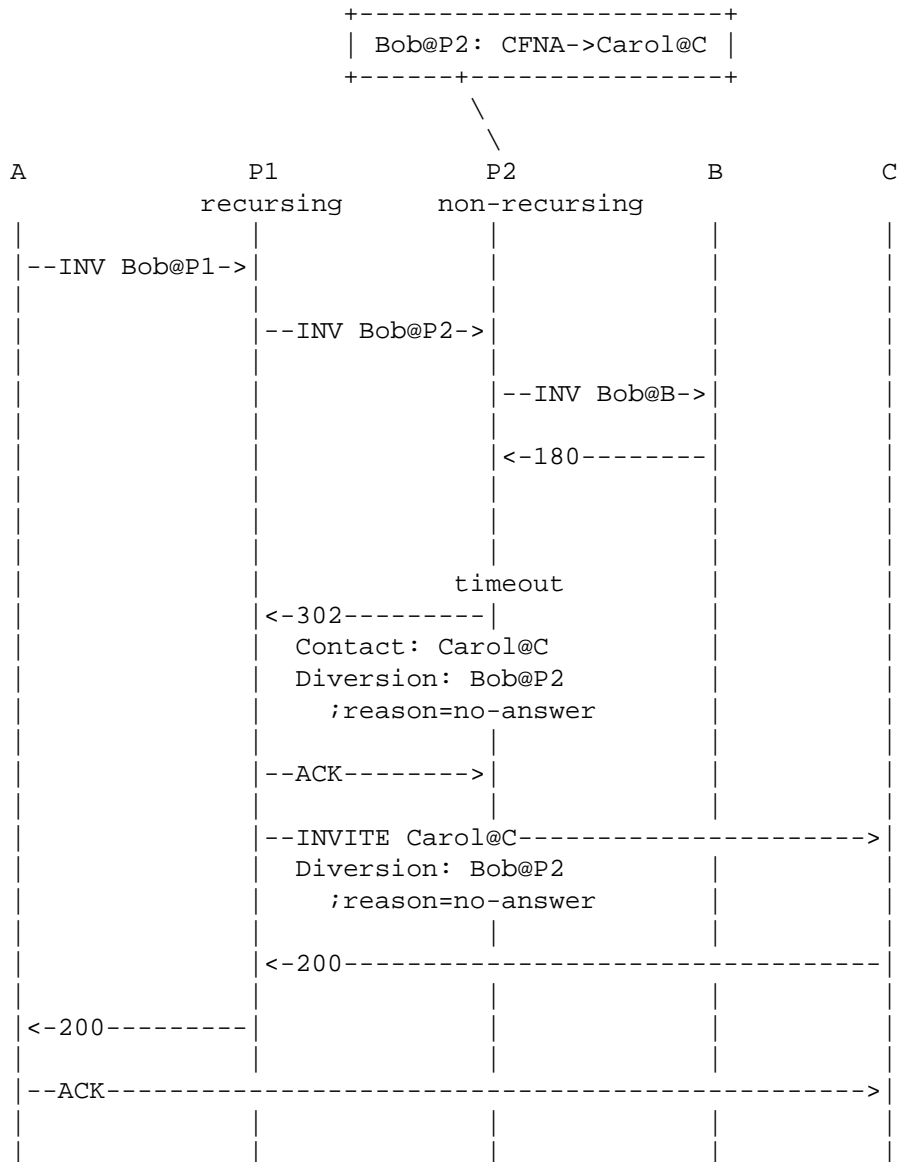 Bob@P2: CFNA->Carol@C
A P1 P2 B C
recursing non-recursing
--INV Bob@P1->
--INV Bob@P2->
--INV Bob@B->
<-180--------
timeout
<-302---------
Contact: Carol@C
Diversion: Bob@P2
;reason=no-answer
--ACK-------->
--INVITE Carol@C--------------------->
Diversion: Bob@P2
;reason=no-answer
<-200--------------------------------
<-200---------
--ACK-------------------------------------------->